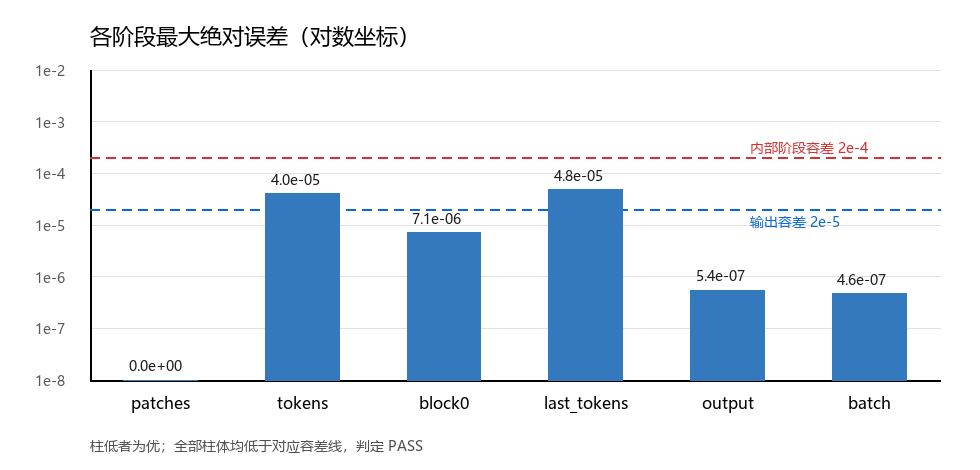 各阶段最大绝对误差（对数坐标）
1e-2
1e-3
内部阶段容差 2e-4
1e-4
4.0e-05
4.8e-05
输出容差 2e-5
7.1e-06
1e-5
5.4e-07
4.6e-07
1e-6
1e-7
0.0e+00
1e-8
patches
tokens
block0
last_tokens
output
batch
柱低者为优；全部柱体均低于对应容差线，判定 PASS